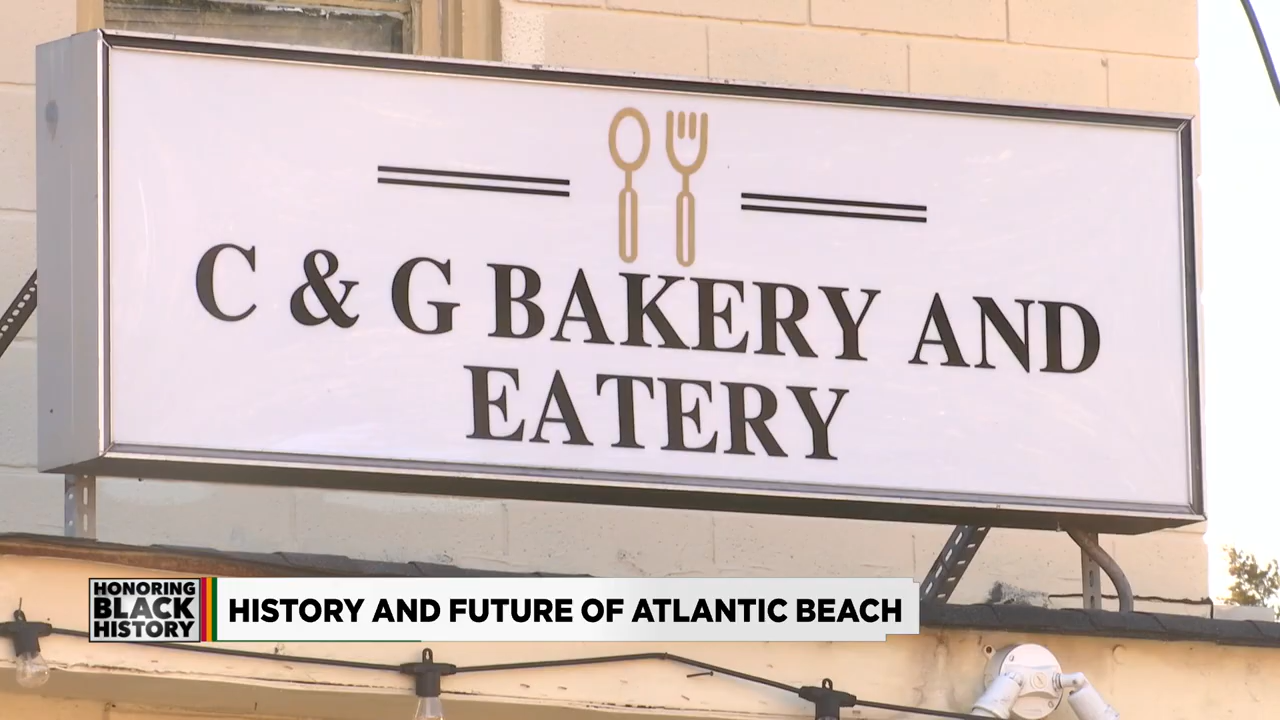 C & G BAKERY AND
EATERY
HONORING
BLACK
HISTORY
HISTORY AND FUTURE OF ATLANTIC BEACH